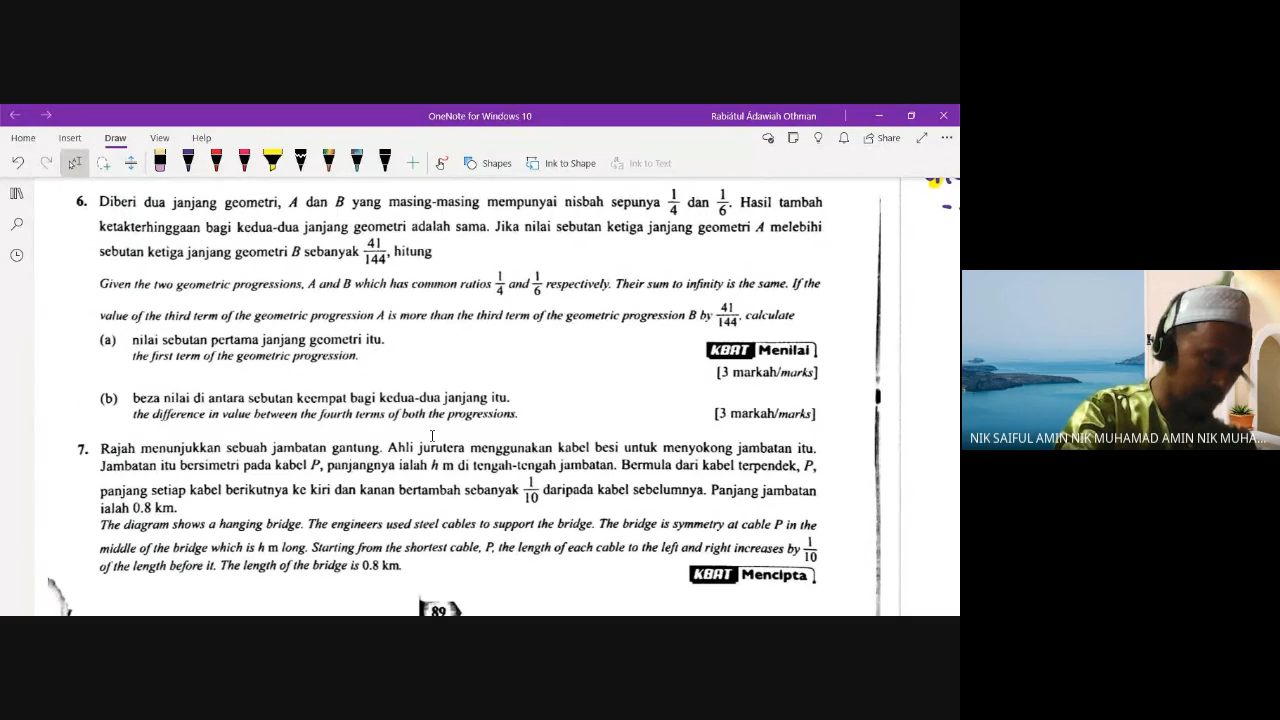 OneNote for Windows 10
Rabiátul Ádawiah Othman
Home Insert Draw View Help
Share
Shapes
Ink to Shape
Ink to Text
6. Diberi dua janjang geometri, A dan B yang masing-masing mempunyai nisbah sepunya 1/4 dan 1/6. Hasil tambah
ketakterhinggaan bagi kedua-dua janjang geometri adalah sama. Jika nilai sebutan ketiga janjang geometri A melebihi
sebutan ketiga janjang geometri B sebanyak 41/144, hitung
Given the two geometric progressions, A and B which has common ratios 1/4 and 1/6 respectively. Their sum to infinity is the same. If the
value of the third term of the geometric progression A is more than the third term of the geometric progression B by 41/144, calculate
(a) nilai sebutan pertama janjang geometri itu.
the first term of the geometric progression.
KBAT Menilai
[3 markah/marks]
(b) beza nilai di antara sebutan keempat bagi kedua-dua janjang itu.
the difference in value between the fourth terms of both the progressions.
[3 markah/marks]
7. Rajah menunjukkan sebuah jambatan gantung. Ahli jurutera menggunakan kabel besi untuk menyokong jambatan itu.
Jambatan itu bersimetri pada kabel P, panjangnya ialah h m di tengah-tengah jambatan. Bermula dari kabel terpendek, P,
panjang setiap kabel berikutnya ke kiri dan kanan bertambah sebanyak 1/10 daripada kabel sebelumnya. Panjang jambatan
ialah 0.8 km.
The diagram shows a hanging bridge. The engineers used steel cables to support the bridge. The bridge is symmetry at cable P in the
middle of the bridge which is h m long. Starting from the shortest cable, P, the length of each cable to the left and right increases by 1/10
of the length before it. The length of the bridge is 0.8 km.
KBAT Mencipta
89
NIK SAIFUL AMIN NIK MUHAMAD AMIN NIK MUHA...